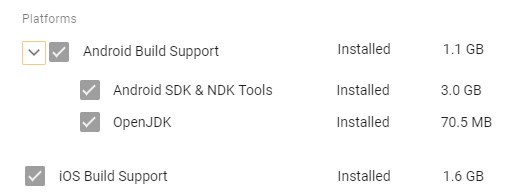 Platforms
Android Build Support Installed 1.1 GB
Android SDK & NDK Tools Installed 3.0 GB
OpenJDK Installed 70.5 MB
iOS Build Support Installed 1.6 GB